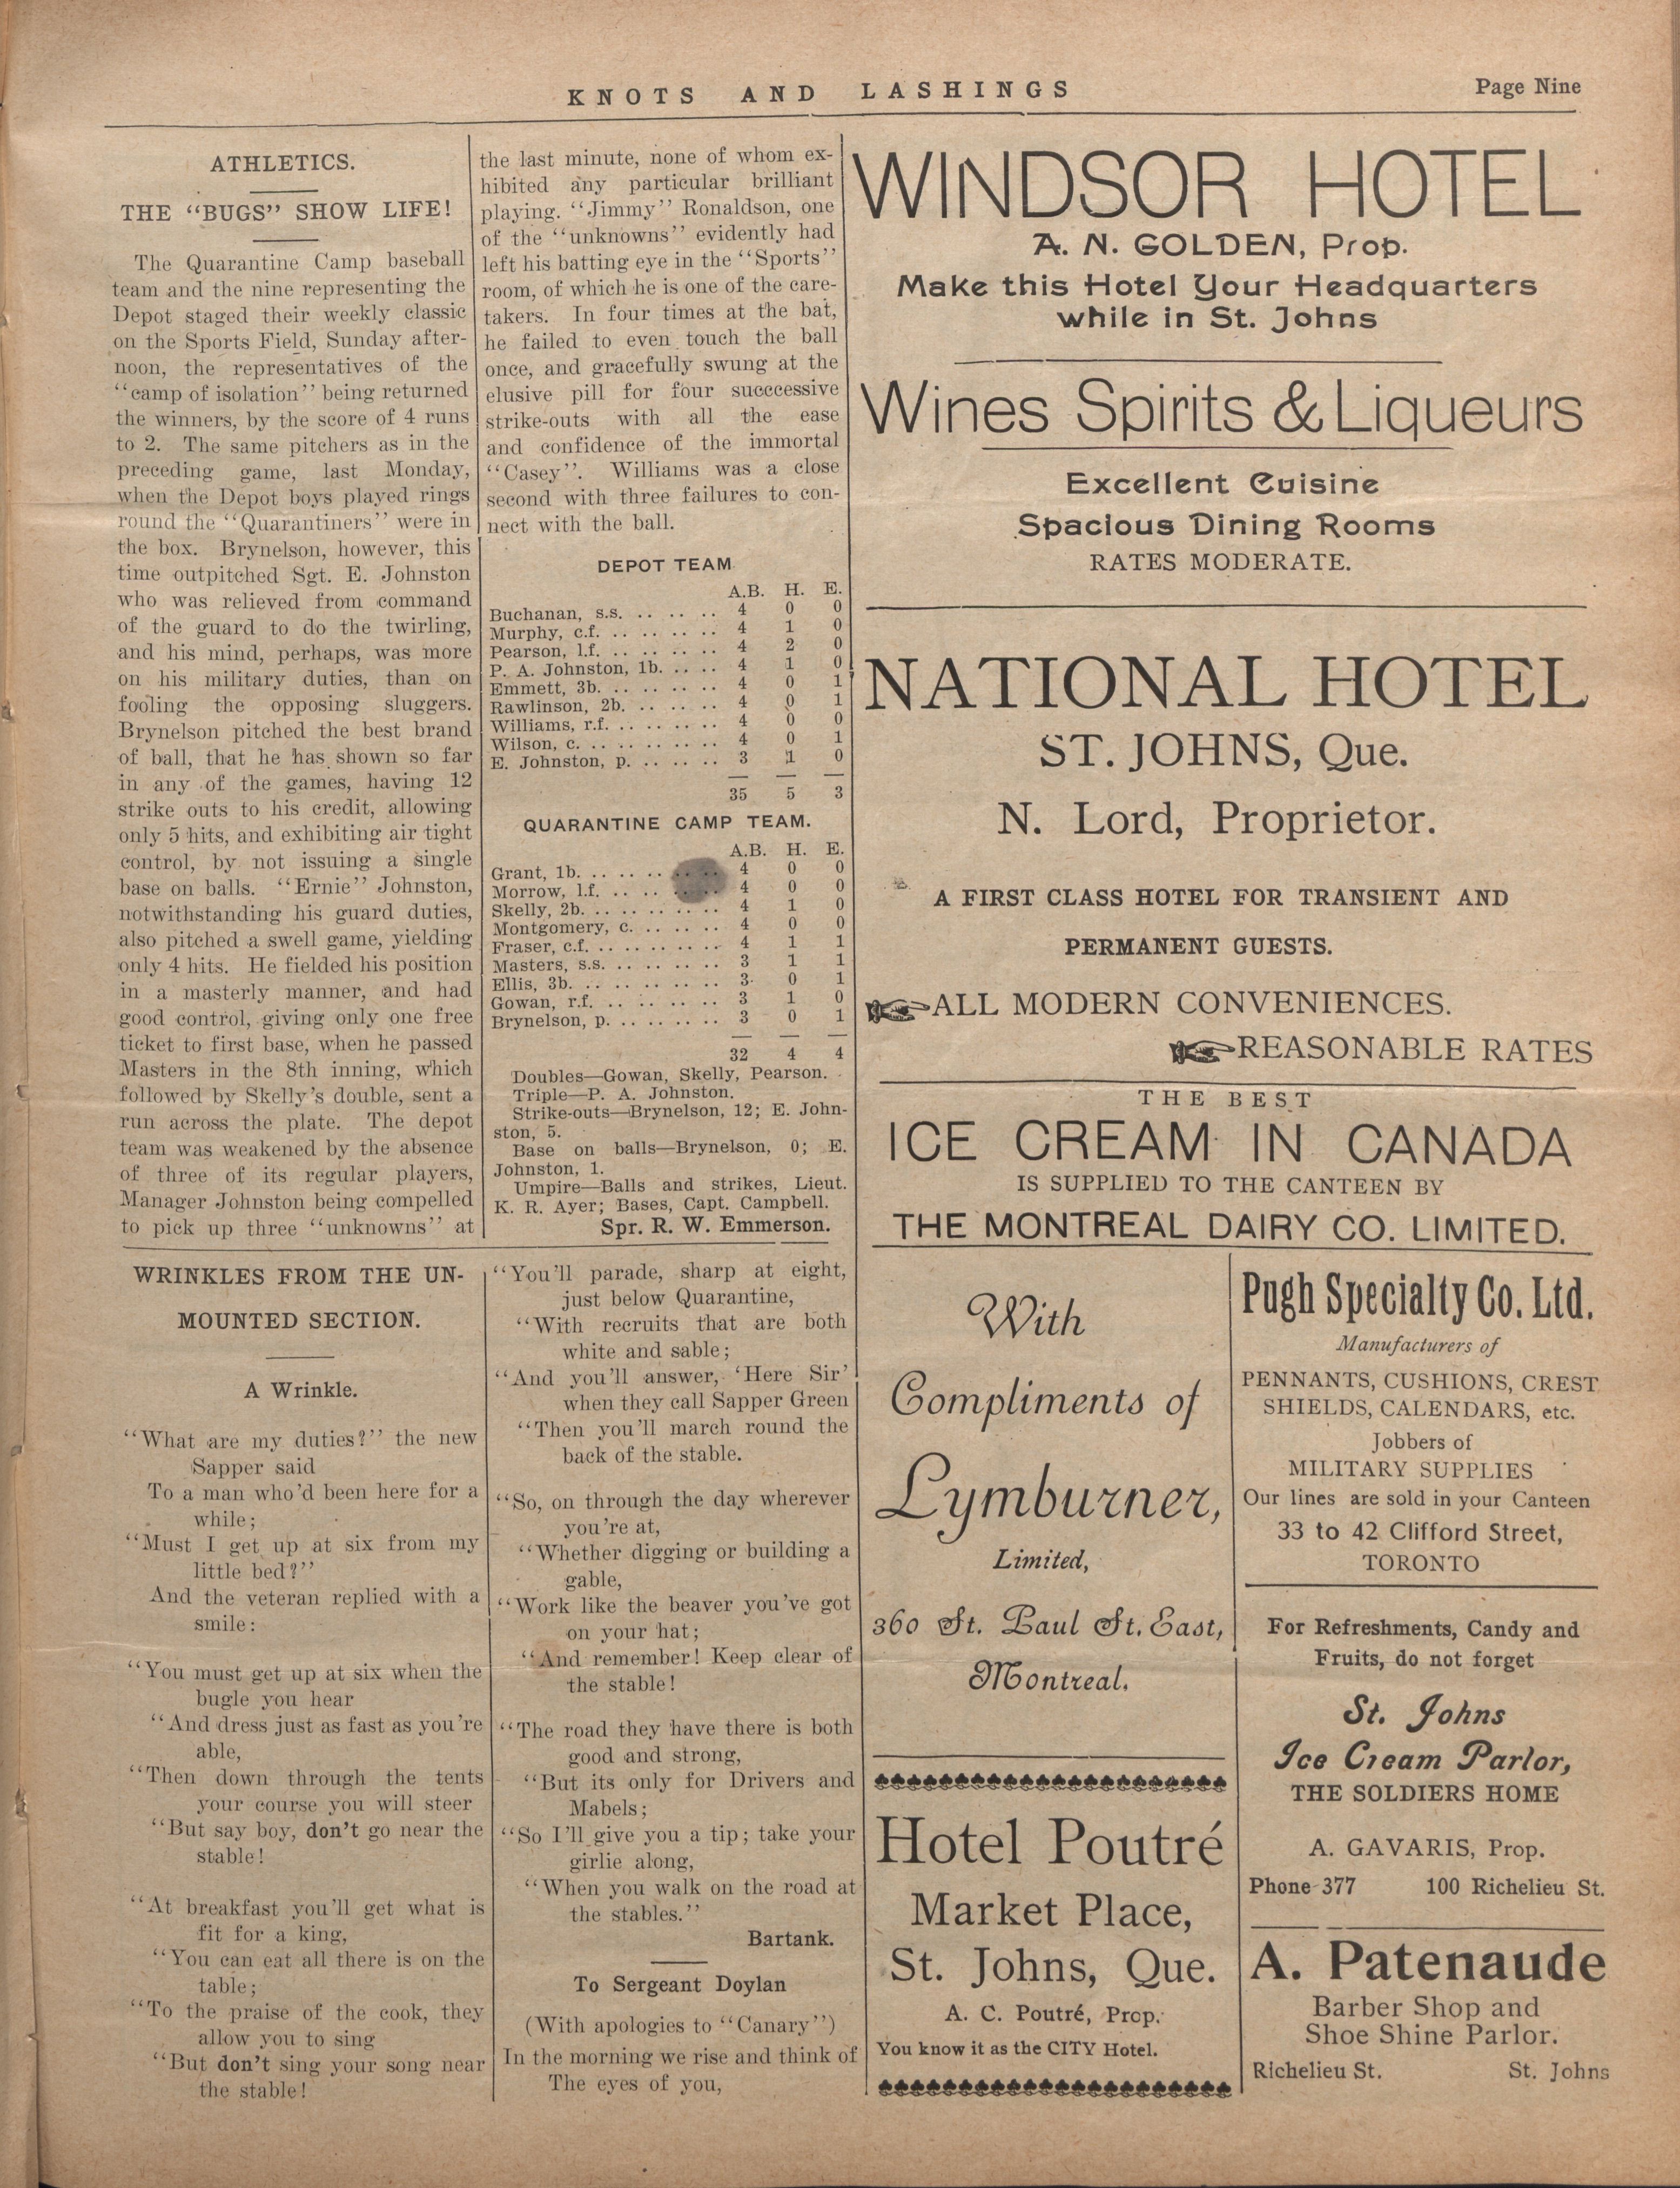 KNOTS AND LASHINGS
Page Nine
ATHLETICS.
THE "BUGS" SHOW LIFE!
The Quarantine Camp baseball
team and the nine representing the
Depot staged their weekly classic
on the Sports Field, Sunday after-
noon, the representatives of the
"camp of isolation" being returned
the winners, by the score of 4 runs
to 2. The same pitchers as in the
preceding game, last Monday,
when the Depot boys played rings
round the "Quarantiners" were in
the box. Brynelson, however, this
time outpitched Sgt. E. Johnston
who was relieved from command
of the guard to do the twirling,
and his mind, perhaps, was more
on his military duties, than on
fooling the opposing sluggers.
Brynelson pitched the best brand
of ball, that he has shown so far
in any of the games, having 12
strike outs to his credit, allowing
only 5 hits, and exhibiting air tight
control, by not issuing a single
base on balls. "Ernie" Johnston,
notwithstanding his guard duties,
also pitched a swell game, yielding
only 4 hits. He fielded his position
in a masterly manner, and had
good control, giving only one free
ticket to first base, when he passed
Masters in the 8th inning, which
followed by Skelly's double, sent a
run across the plate. The depot
team was weakened by the absence
of three of its regular players,
Manager Johnston being compelled
to pick up three "unknowns" at
the last minute, none of whom ex-
hibited any particular brilliant
playing. "Jimmy" Ronaldson, one
of the "unknowns" evidently had
left his batting eye in the "Sports"
room, of which he is one of the care-
takers. In four times at the bat,
he failed to even touch the ball
once, and gracefully swung at the
elusive pill for four succcessive
strike-outs with all the ease
and confidence of the immortal
"Casey". Williams was a close
second with three failures to con-
nect with the ball.
DEPOT TEAM
A.B. H. E.
Buchanan, s.s. .. .. .. 4 0 0
Murphy, c.f. .. .. .. .. 4 1 0
Pearson, l.f. .. .. .. .. 4 2 0
P. A. Johnston, 1b. .. .. 4 1 0
Emmett, 3b. .. .. .. .. 4 0 1
Rawlinson, 2b. .. .. .. 4 0 1
Williams, r.f. .. .. .. .. 4 0 0
Wilson, c. .. .. .. .. .. 4 0 1
E. Johnston, p. .. .. .. 3 1 0
35 5 3
QUARANTINE CAMP TEAM.
A.B. H. E.
Grant, 1b. .. .. .. .. .. 4 0 0
Morrow, l.f. .. .. .. .. 4 0 0
Skelly, 2b. .. .. .. .. .. 4 1 0
Montgomery, c. .. .. .. 4 0 0
Fraser, c.f. .. .. .. .. .. 4 1 1
Masters, s.s. .. .. .. .. 3 1 1
Ellis, 3b. .. .. .. .. .. 3 0 1
Gowan, r.f. .. .. .. .. 3 1 0
Brynelson, p. .. .. .. .. 3 0 1
32 4 4
Doubles—Gowan, Skelly, Pearson.
Triple—P. A. Johnston.
Strike-outs—Brynelson, 12; E. John-
ston, 5.
Base on balls—Brynelson, 0; E.
Johnston, 1.
Umpire—Balls and strikes, Lieut.
K. R. Ayer; Bases, Capt. Campbell.
Spr. R. W. Emmerson.
WRINKLES FROM THE UN-
MOUNTED SECTION.
A Wrinkle.
"What are my duties?" the new
Sapper said
To a man who'd been here for a
while;
"Must I get up at six from my
little bed?"
And the veteran replied with a
smile:
"You must get up at six when the
bugle you hear
"And dress just as fast as you're
able,
"Then down through the tents
your course you will steer
"But say boy, don't go near the
stable!
"At breakfast you'll get what is
fit for a king,
"You can eat all there is on the
table;
"To the praise of the cook, they
allow you to sing
"But don't sing your song near
the stable!
"You'll parade, sharp at eight,
just below Quarantine,
"With recruits that are both
white and sable;
"And you'll answer, 'Here Sir'
when they call Sapper Green
"Then you'll march round the
back of the stable.
"So, on through the day wherever
you're at,
"Whether digging or building a
gable,
"Work like the beaver you've got
on your hat;
"And remember! Keep clear of
the stable!
"The road they have there is both
good and strong,
"But its only for Drivers and
Mabels;
"So I'll give you a tip; take your
girlie along,
"When you walk on the road at
the stables."
Bartank.
To Sergeant Doylan
(With apologies to "Canary")
In the morning we rise and think of
The eyes of you,
WINDSOR HOTEL
A. N. GOLDEN, Prop.
Make this Hotel Your Headquarters
while in St. Johns
Wines Spirits & Liqueurs
Excellent Cuisine
Spacious Dining Rooms
RATES MODERATE.
NATIONAL HOTEL
ST. JOHNS, Que.
N. Lord, Proprietor.
A FIRST CLASS HOTEL FOR TRANSIENT AND
PERMANENT GUESTS.
ALL MODERN CONVENIENCES.
REASONABLE RATES
THE BEST
ICE CREAM IN CANADA
IS SUPPLIED TO THE CANTEEN BY
THE MONTREAL DAIRY CO. LIMITED.
With
Compliments of
Lymburner,
Limited,
360 St. Paul St. East,
Montreal.
Hotel Poutré
Market Place,
St. Johns, Que.
A. C. Poutré, Prop.
You know it as the CITY Hotel.
Pugh Specialty Co. Ltd.
Manufacturers of
PENNANTS, CUSHIONS, CREST
SHIELDS, CALENDARS, etc.
Jobbers of
MILITARY SUPPLIES
Our lines are sold in your Canteen
33 to 42 Clifford Street,
TORONTO
For Refreshments, Candy and
Fruits, do not forget
St. Johns
Ice Cream Parlor,
THE SOLDIERS HOME
A. GAVARIS, Prop.
Phone 377 100 Richelieu St.
A. Patenaude
Barber Shop and
Shoe Shine Parlor.
Richelieu St. St. Johns